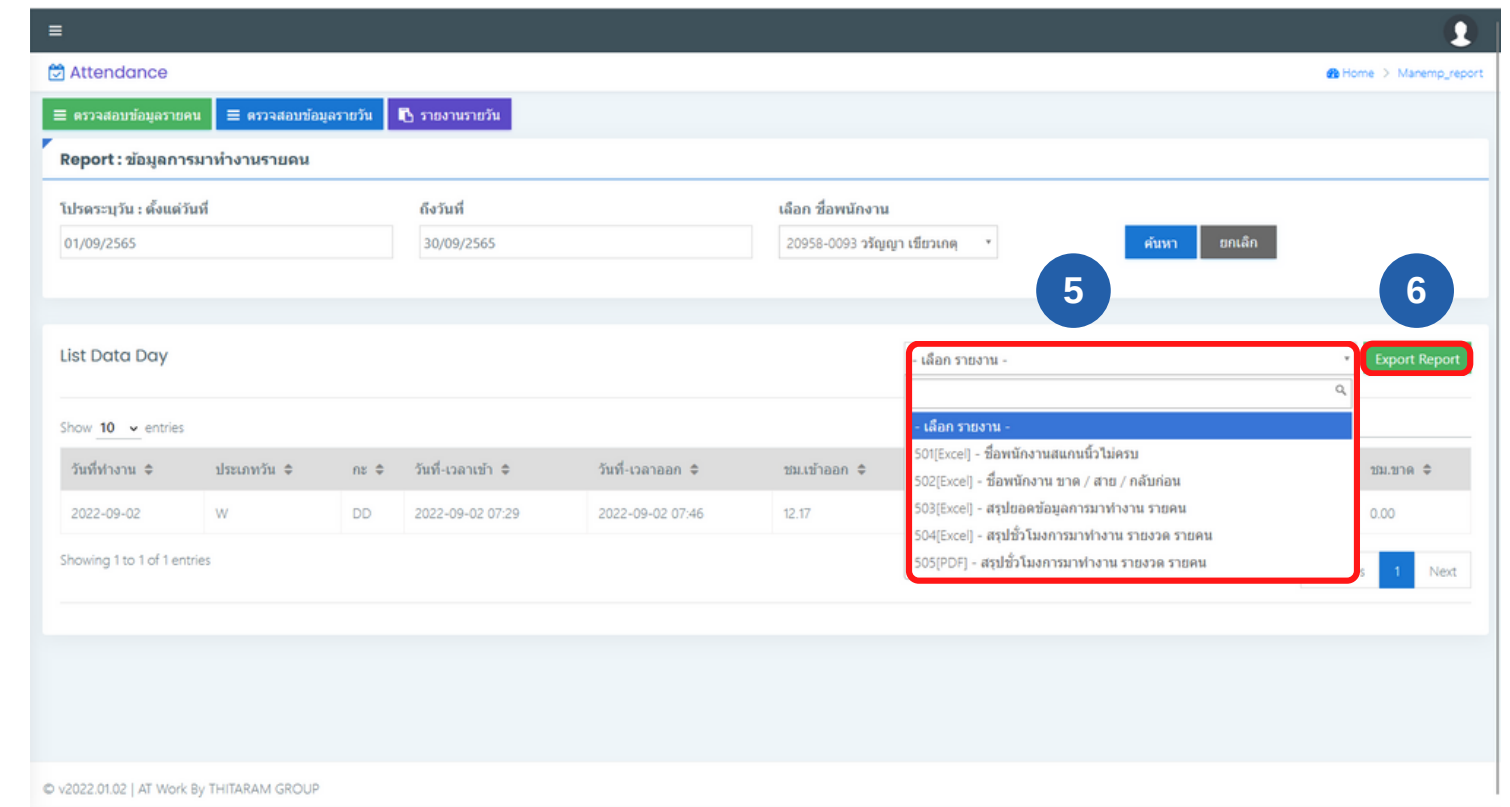 Attendance
Home > Manemp_report
ตรวจสอบข้อมูลรายคน
ตรวจสอบข้อมูลรายวัน
รายงานรายวัน
Report : ข้อมูลการมาทำงานรายคน
โปรดระบุวัน : ตั้งแต่วันที่
ถึงวันที่
เลือก ชื่อพนักงาน
01/09/2565
30/09/2565
20958-0093 วรัญญา เขียวเกตุ
ค้นหา
ยกเลิก
5
6
List Data Day
- เลือก รายงาน -
Export Report
Show 10 entries
- เลือก รายงาน -
501[Excel] - ชื่อพนักงานสแกนนิ้วไม่ครบ
502[Excel] - ชื่อพนักงาน ขาด / สาย / กลับก่อน
503[Excel] - สรุปยอดข้อมูลการมาทำงาน รายคน
504[Excel] - สรุปชั่วโมงการมาทำงาน รายงวด รายคน
505[PDF] - สรุปชั่วโมงการมาทำงาน รายงวด รายคน
วันที่ทำงาน ประเภทวัน กะ วันที่-เวลาเข้า วันที่-เวลาออก ชม.เข้าออก ชม.ขาด
2022-09-02 W DD 2022-09-02 07:29 2022-09-02 07:46 12.17 0.00
Showing 1 to 1 of 1 entries
1 Next
© v2022.01.02 | AT Work By THITARAM GROUP